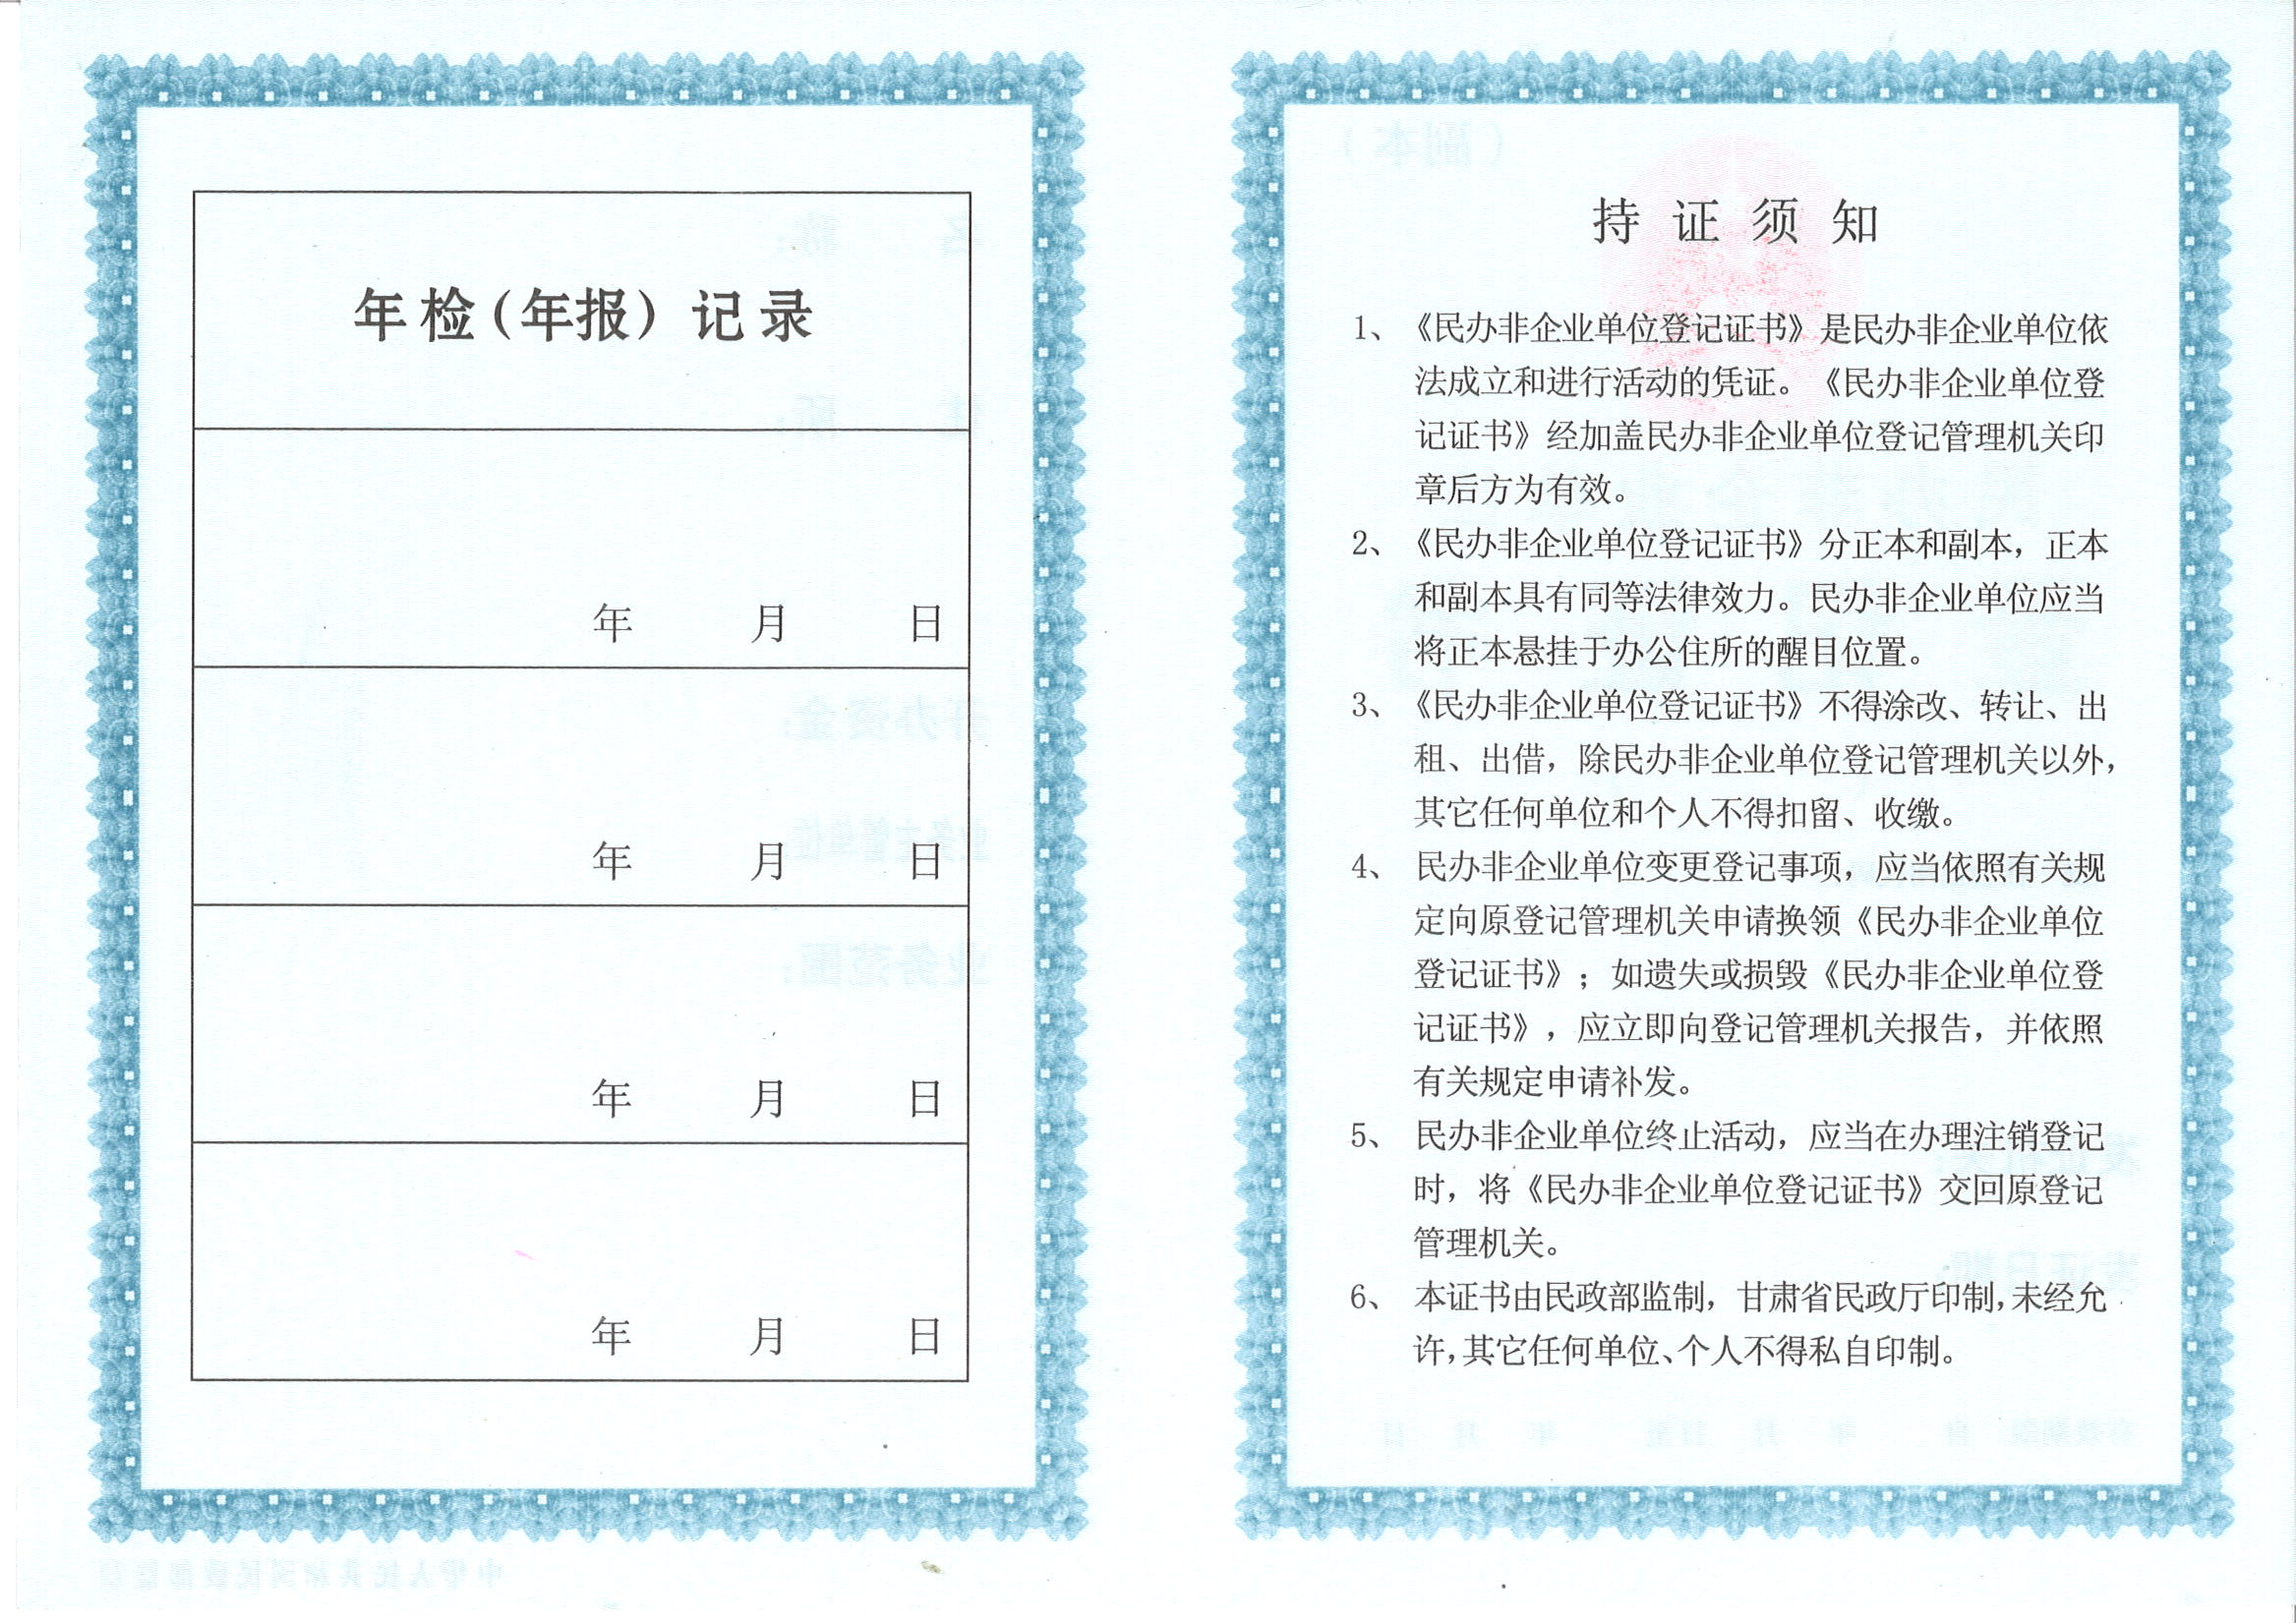 年检(年报)记录
年 月 日
年 月 日
年 月 日
年 月 日
持证须知
1、《民办非企业单位登记证书》是民办非企业单位依
法成立和进行活动的凭证。《民办非企业单位登
记证书》经加盖民办非企业单位登记管理机关印
章后方为有效。
2、《民办非企业单位登记证书》分正本和副本，正本
和副本具有同等法律效力。民办非企业单位应当
将正本悬挂于办公住所的醒目位置。
3、《民办非企业单位登记证书》不得涂改、转让、出
租、出借，除民办非企业单位登记管理机关以外，
其它任何单位和个人不得扣留、收缴。
4、 民办非企业单位变更登记事项，应当依照有关规
定向原登记管理机关申请换领《民办非企业单位
登记证书》；如遗失或损毁《民办非企业单位登
记证书》，应立即向登记管理机关报告，并依照
有关规定申请补发。
5、 民办非企业单位终止活动，应当在办理注销登记
时，将《民办非企业单位登记证书》交回原登记
管理机关。
6、 本证书由民政部监制，甘肃省民政厅印制，未经允
许，其它任何单位、个人不得私自印制。